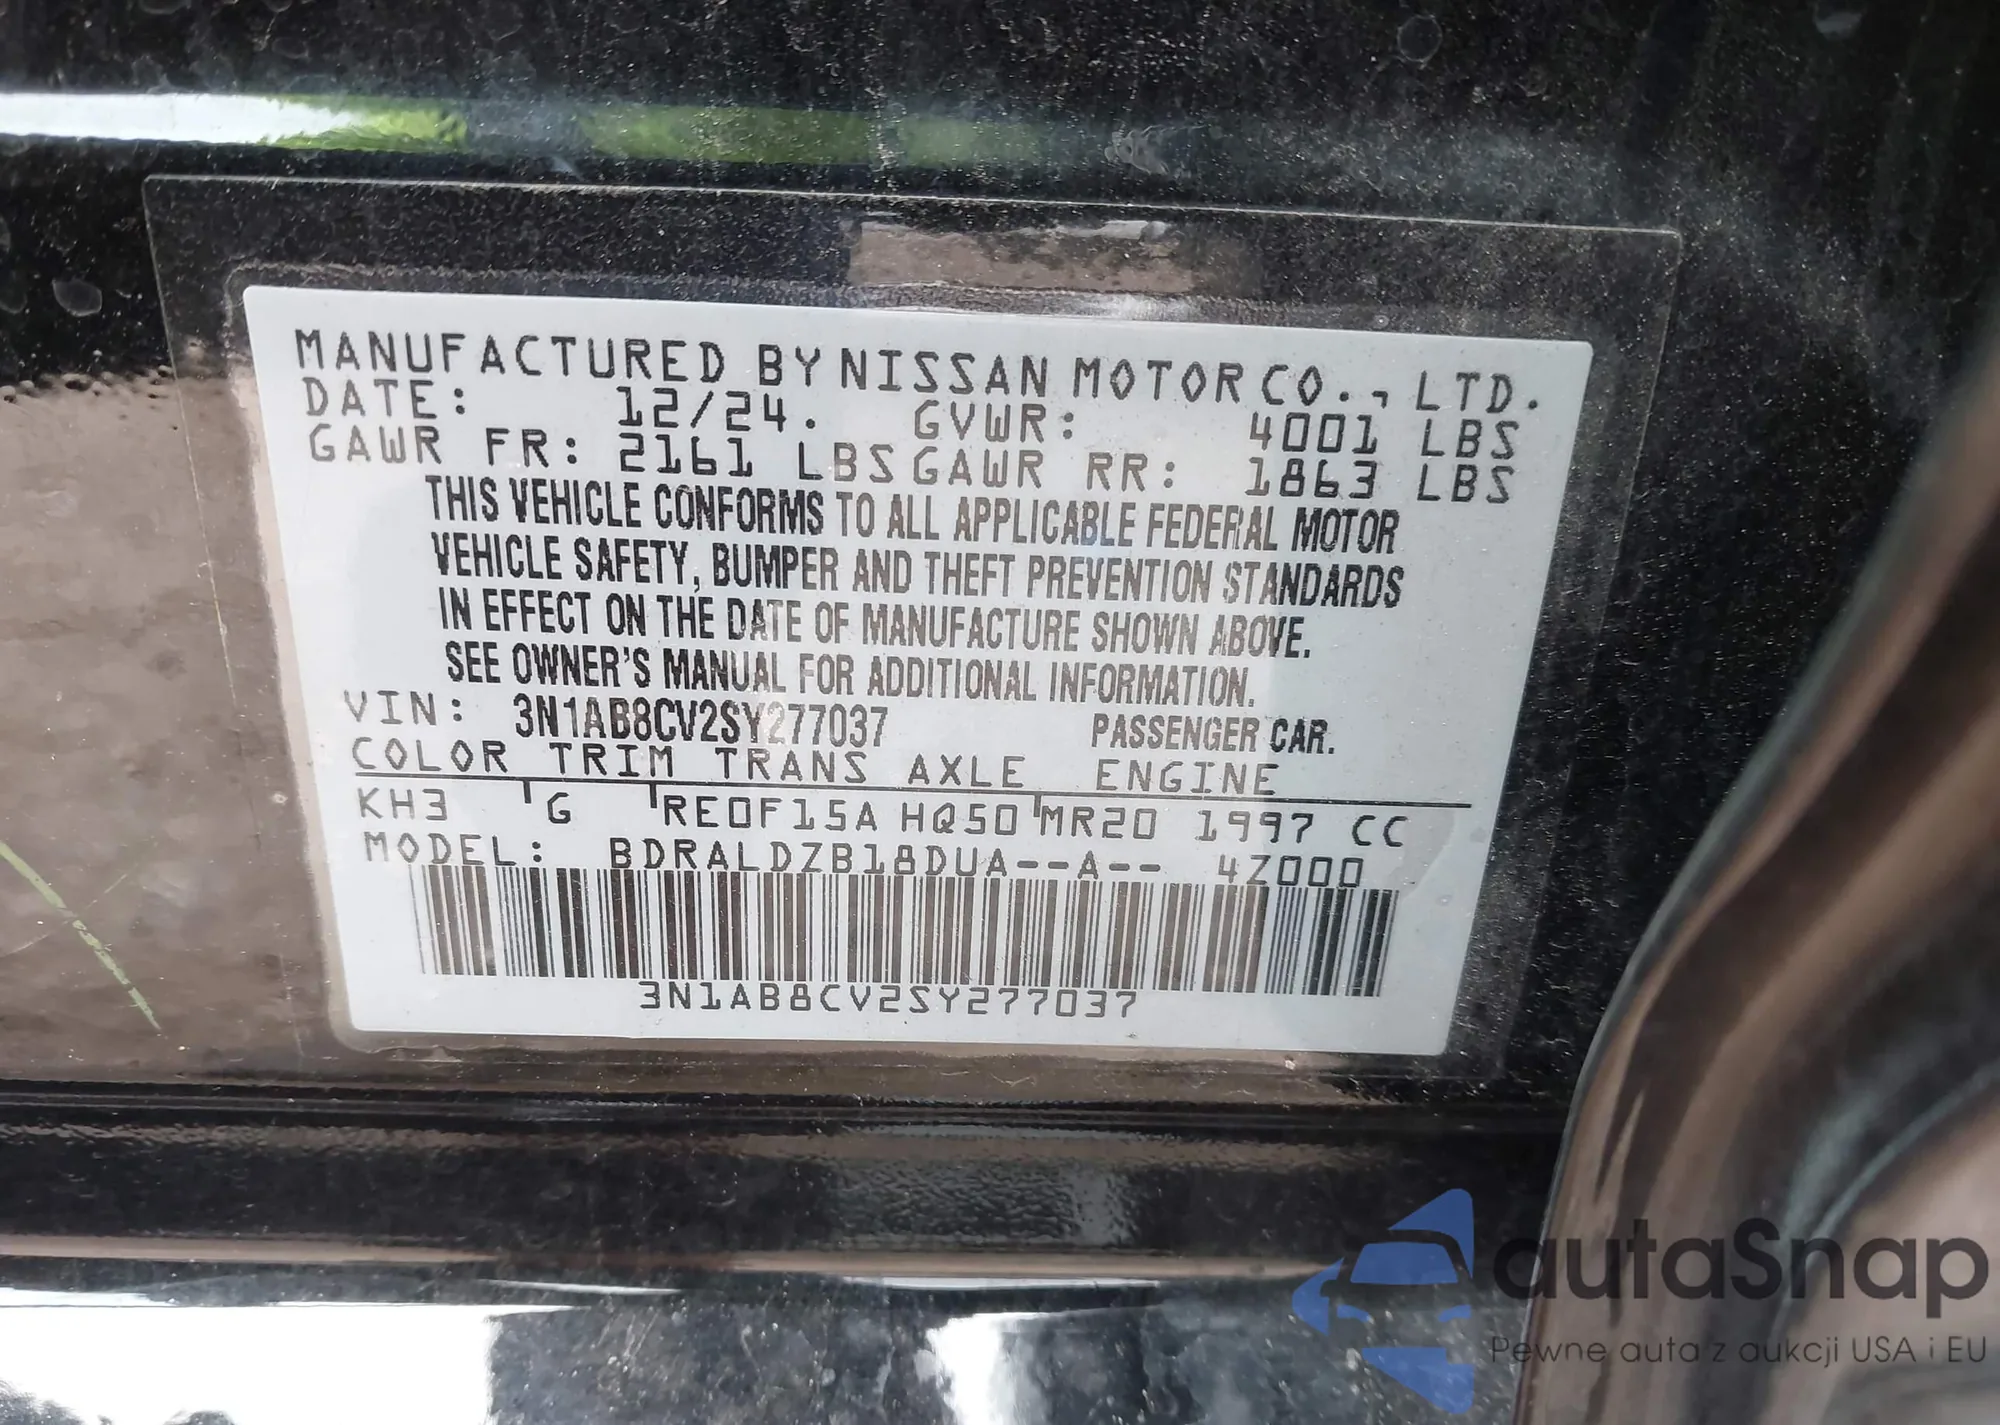 MANUFACTURED BY NISSAN MOTOR CO., LTD.
DATE: 12/24. GVWR: 4001 LBS
GAWR FR: 2161 LBS GAWR RR: 1863 LBS
THIS VEHICLE CONFORMS TO ALL APPLICABLE FEDERAL MOTOR
VEHICLE SAFETY, BUMPER AND THEFT PREVENTION STANDARDS
IN EFFECT ON THE DATE OF MANUFACTURE SHOWN ABOVE.
SEE OWNER'S MANUAL FOR ADDITIONAL INFORMATION.
VIN: 3N1AB8CV2SY277037 PASSENGER CAR.
COLOR TRIM TRANS AXLE ENGINE
KH3 G RE0F15A HQ50 MR20 1997 CC
MODEL: BDRALDZB18DUA--A-- 4Z000
3N1AB8CV2SY277037
autaSnap
Pewne auta z aukcji USA i EU